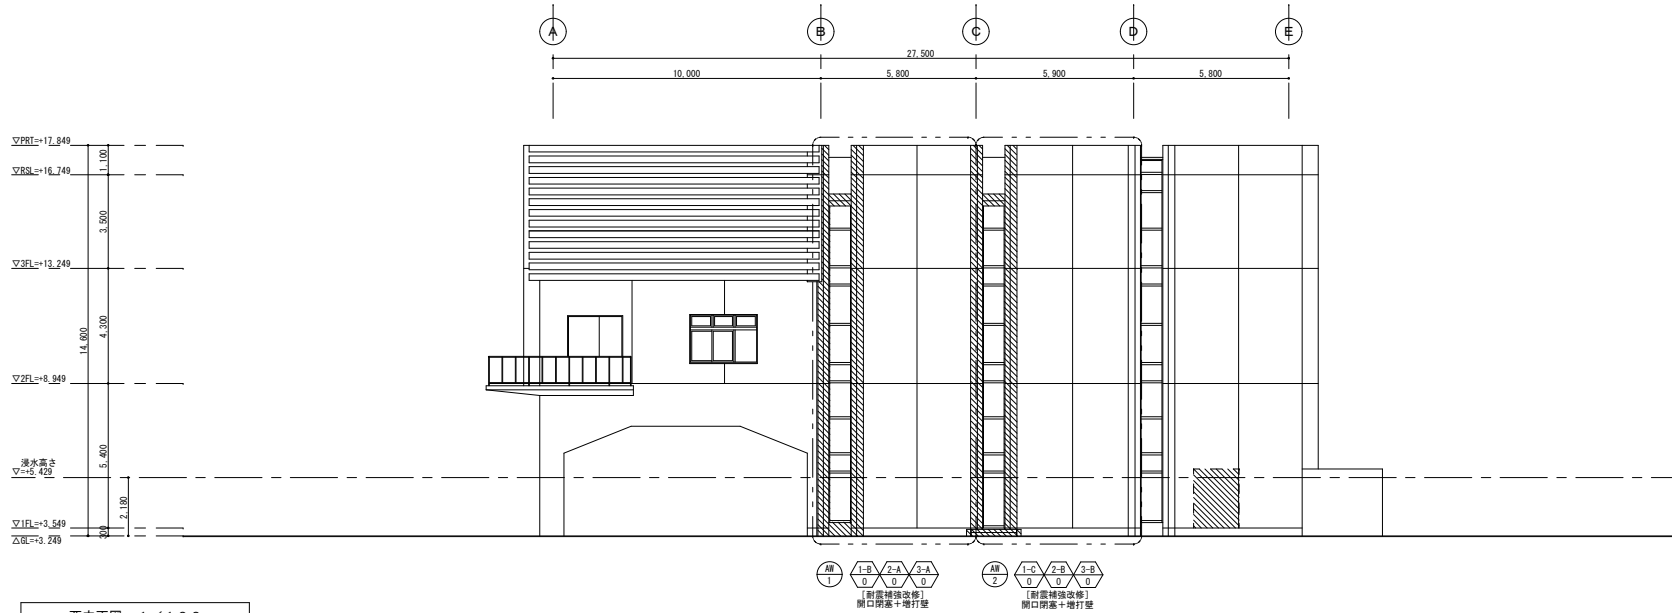 A B C D E
27,500
10,000 5,800 5,900 5,800
▽PRT=+17.849
1,100
▽RSL=+16.749
3,500
▽3FL=+13.249
4,300
14,600
▽2FL=+8.949
5,400
浸水高さ
▽=+5.429
2,180
▽1FL=+3.549
300
△GL=+3.249
AW 1-B 2-A 3-A AW 1-C 2-B 3-B
1 0 0 0 2 0 0 0
[耐震補強改修] [耐震補強改修]
開口閉塞+増打壁 開口閉塞+増打壁